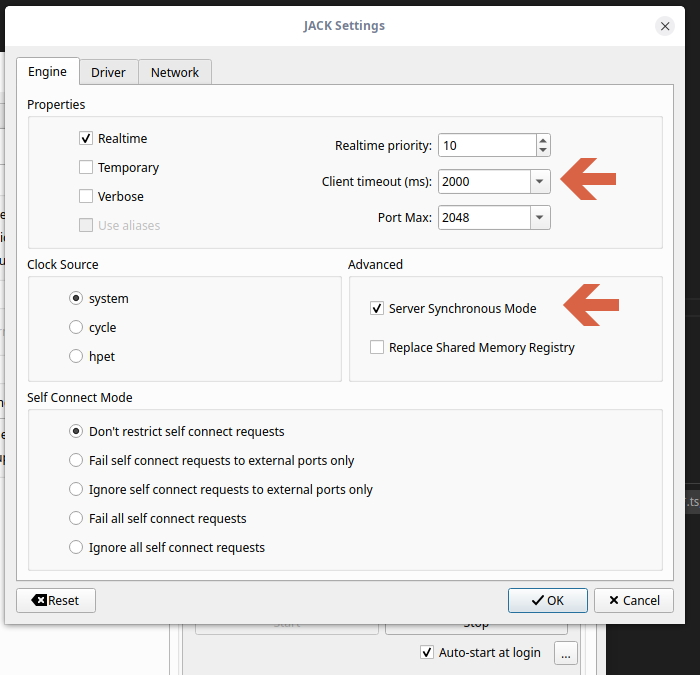 JACK Settings
Engine
Driver
Network
Properties
Realtime
Temporary
Verbose
Use aliases
Realtime priority: 10
Client timeout (ms): 2000
Port Max: 2048
Clock Source
system
cycle
hpet
Advanced
Server Synchronous Mode
Replace Shared Memory Registry
Self Connect Mode
Don't restrict self connect requests
Fail self connect requests to external ports only
Ignore self connect requests to external ports only
Fail all self connect requests
Ignore all self connect requests
Reset
OK
Cancel
.ts
Start
Stop
Auto-start at login
...